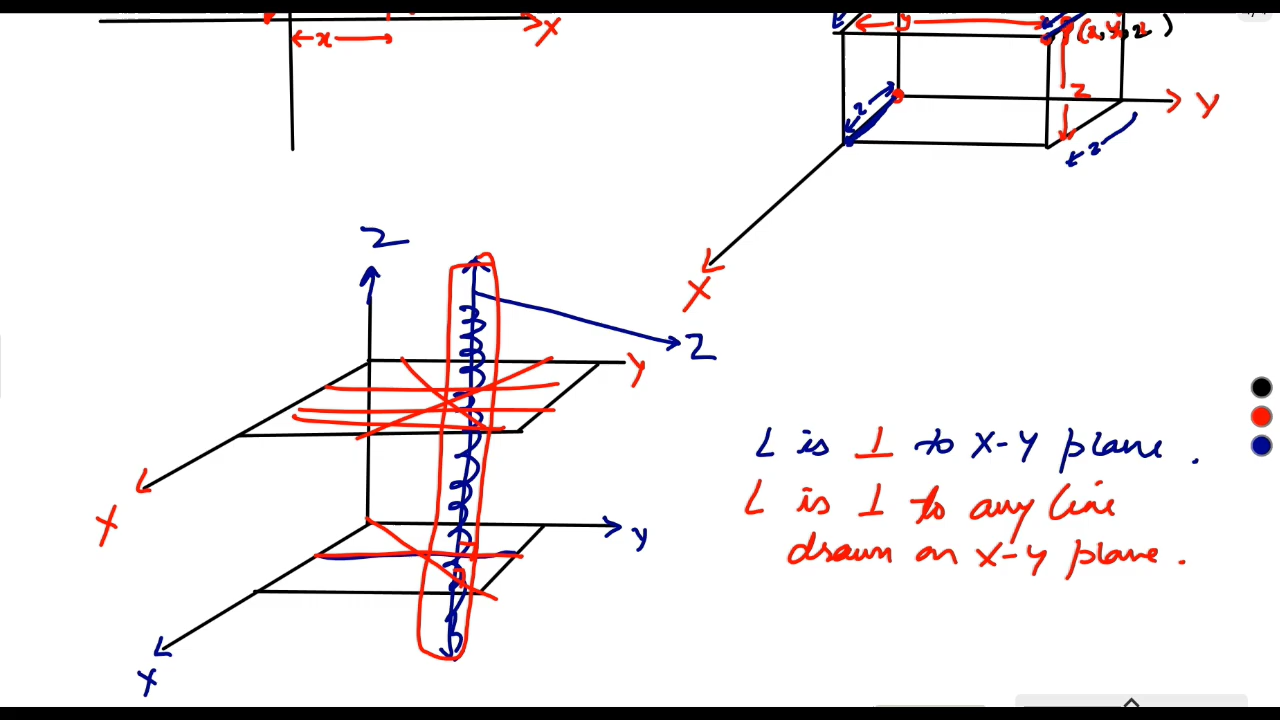 X
x
y
(x, y, z)
z
z
Y
z
X
Z
Z
Y
X
y
X
L is ⊥ to X-Y plane.
L is ⊥ to any line
drawn on X-Y plane.